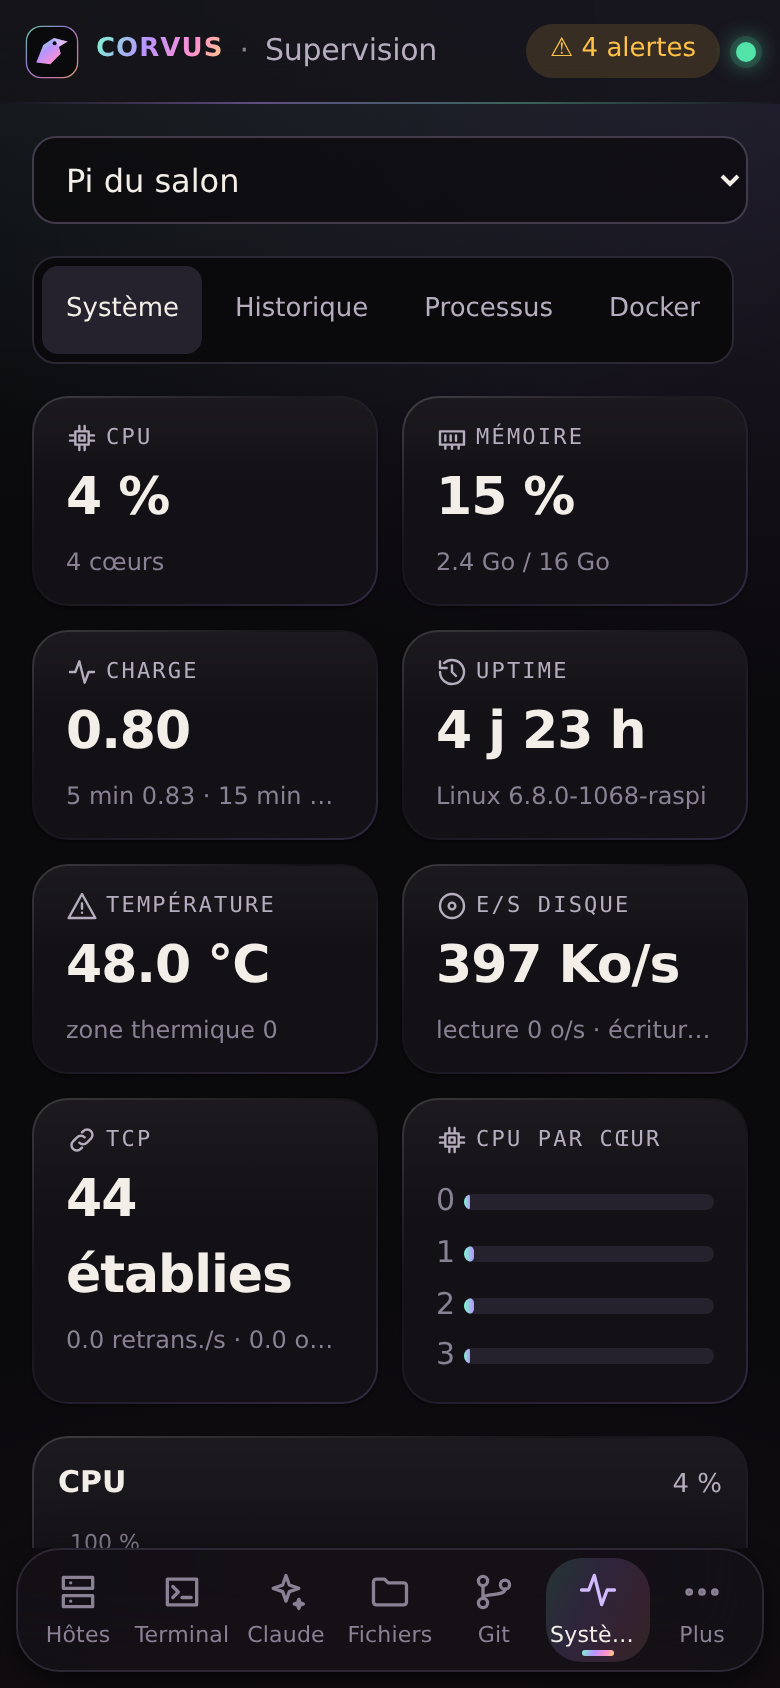 CORVUS · Supervision
⚠ 4 alertes
Pi du salon
Système Historique Processus Docker
CPU
4 %
4 cœurs
MÉMOIRE
15 %
2.4 Go / 16 Go
CHARGE
0.80
5 min 0.83 · 15 min …
UPTIME
4 j 23 h
Linux 6.8.0-1068-raspi
TEMPÉRATURE
48.0 °C
zone thermique 0
E/S DISQUE
397 Ko/s
lecture 0 o/s · écritur…
TCP
44
établies
0.0 retrans./s · 0.0 o…
CPU PAR CŒUR
0
1
2
3
CPU 4 %
100 %
Hôtes Terminal Claude Fichiers Git Systè… Plus